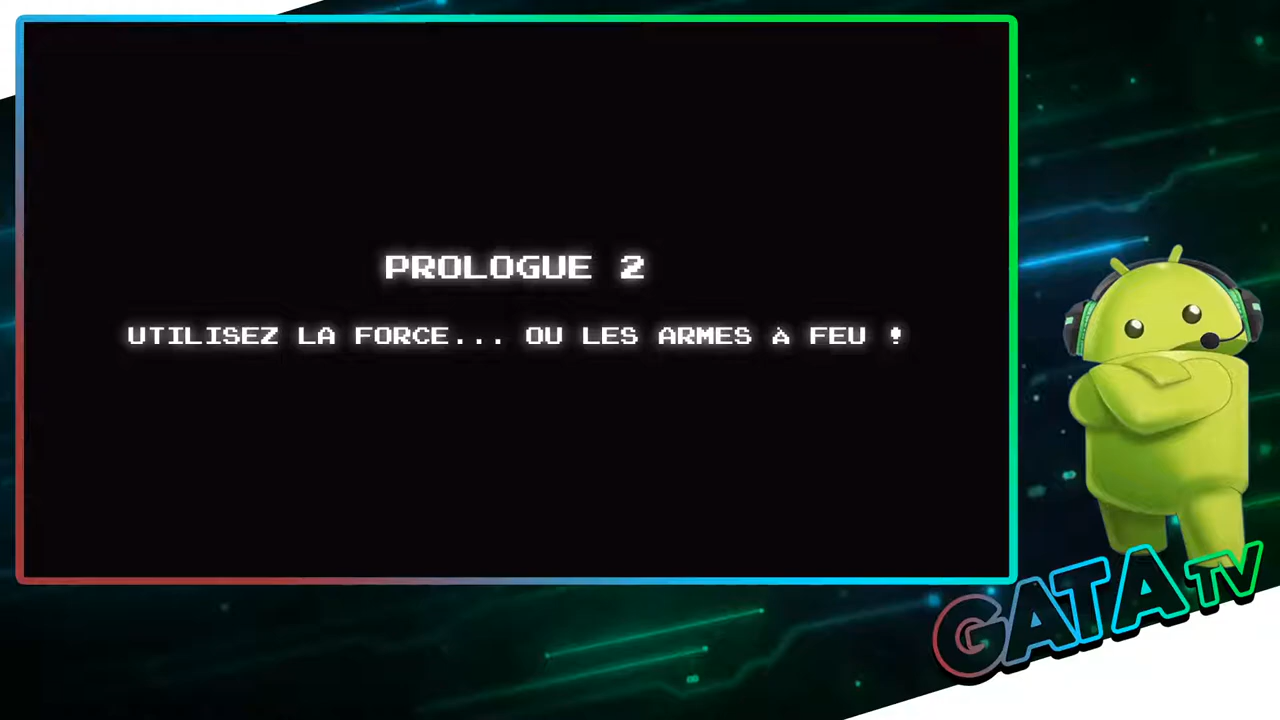 PROLOGUE 2
UTILISEZ LA FORCE... OU LES ARMES À FEU !
GATA TV